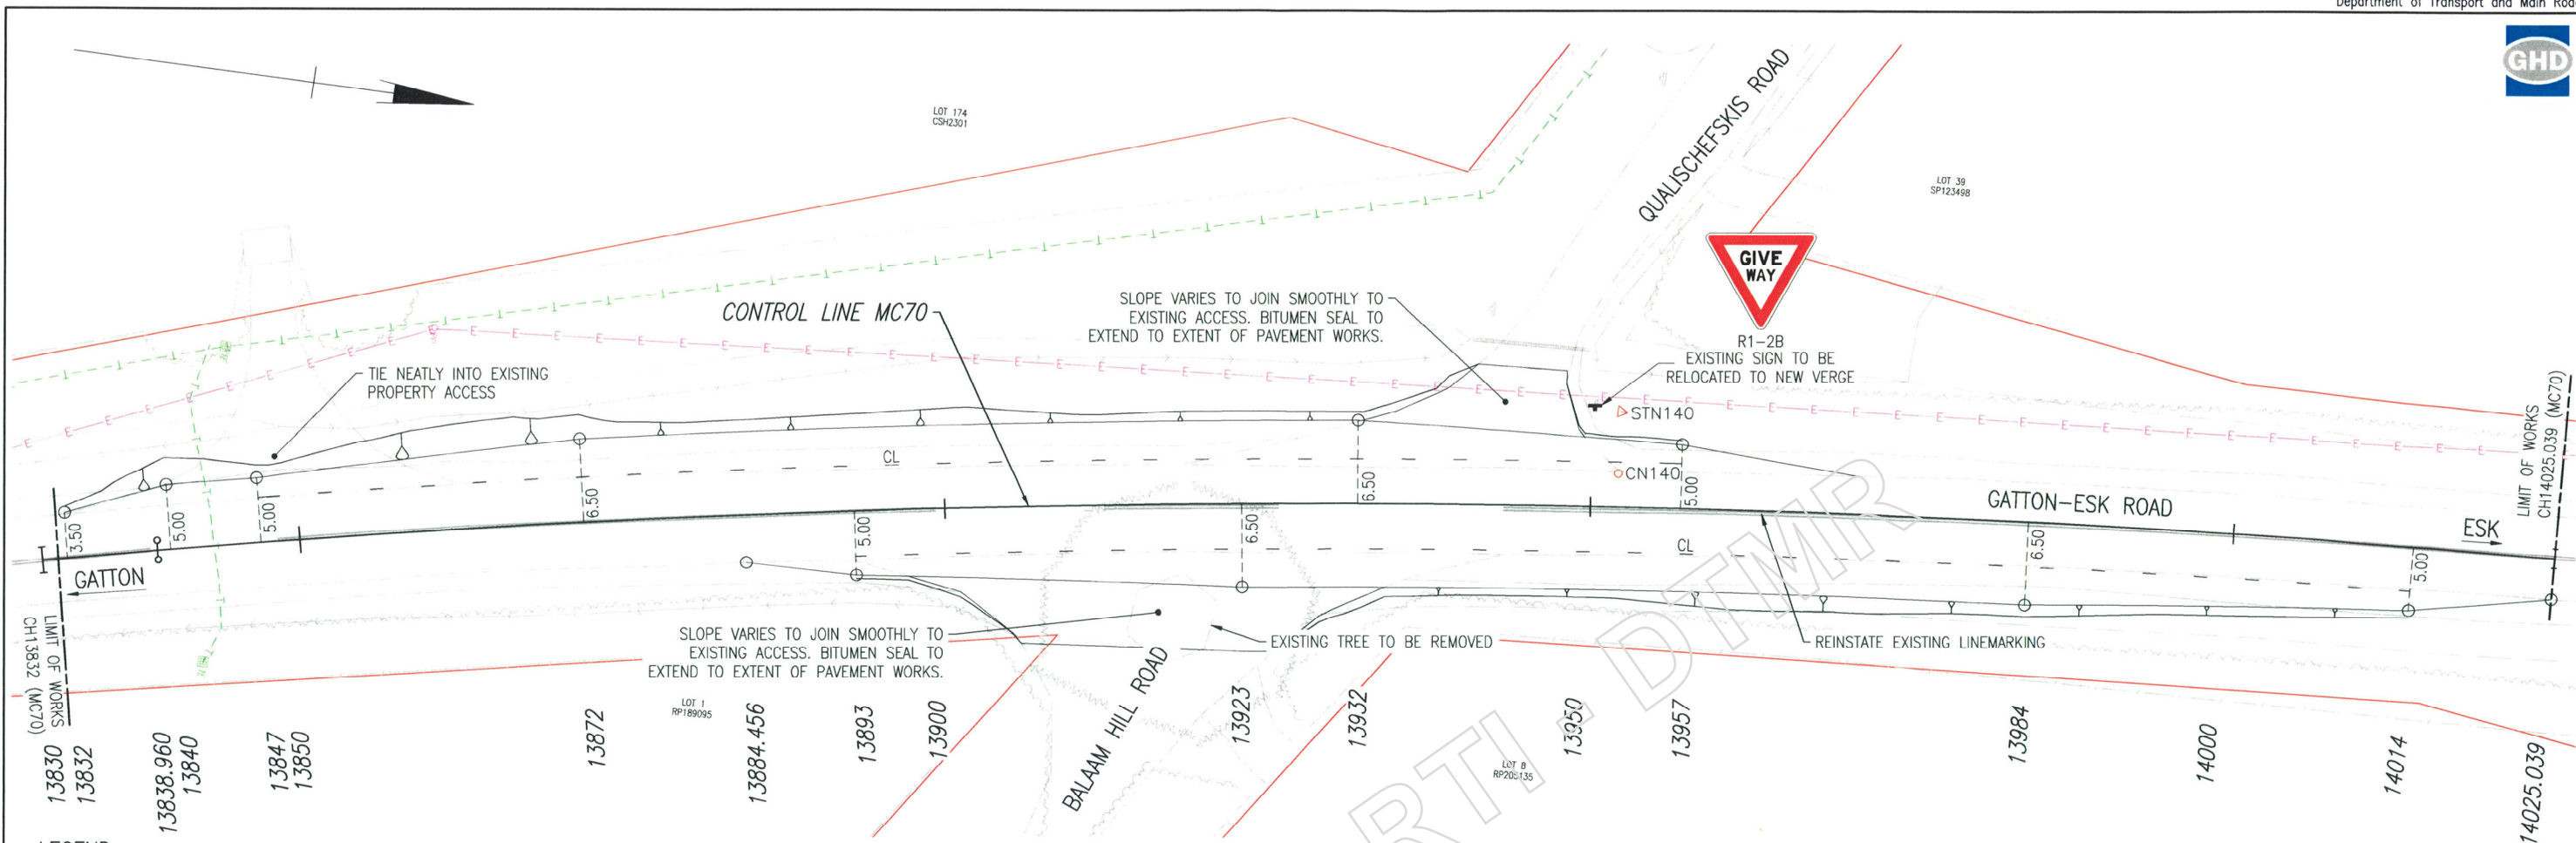 Department of Transport and Main
GHD
LOT 174
CSH2301
QUALISCHEFSKIS ROAD
LOT 39
SP123498
GIVE
WAY
R1-2B
EXISTING SIGN TO BE
RELOCATED TO NEW VERGE
CONTROL LINE MC70
SLOPE VARIES TO JOIN SMOOTHLY TO
EXISTING ACCESS. BITUMEN SEAL TO
EXTEND TO EXTENT OF PAVEMENT WORKS.
TIE NEATLY INTO EXISTING
PROPERTY ACCESS
STN140
CN140
CL
CL
3.50
5.00
5.00
6.50
5.00
6.50
6.50
5.00
6.50
5.00
GATTON-ESK ROAD
ESK
GATTON
LIMIT OF WORKS
CH14025.039 (MC70)
LIMIT OF WORKS
CH13832 (MC70)
SLOPE VARIES TO JOIN SMOOTHLY TO
EXISTING ACCESS. BITUMEN SEAL TO
EXTEND TO EXTENT OF PAVEMENT WORKS.
EXISTING TREE TO BE REMOVED
REINSTATE EXISTING LINEMARKING
LOT 1
RP189095
BALAAM HILL ROAD
LOT 8
RP205135
13830
13832
13838.960
13840
13847
13850
13872
13884.456
13893
13900
13923
13932
13950
13957
13984
14000
14014
14025.039
RTI - DTMR